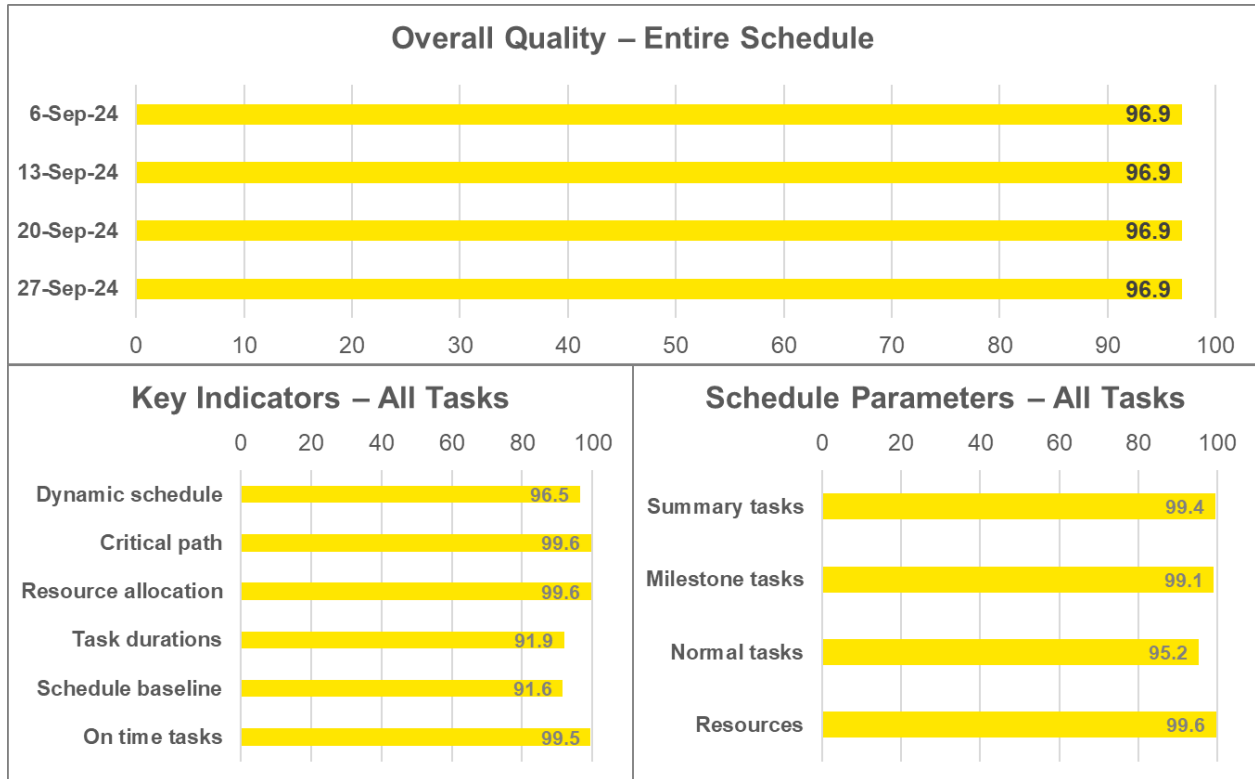 Overall Quality – Entire Schedule
6-Sep-24 96.9
13-Sep-24 96.9
20-Sep-24 96.9
27-Sep-24 96.9
0 10 20 30 40 50 60 70 80 90 100
Key Indicators – All Tasks
0 20 40 60 80 100
Dynamic schedule 96.5
Critical path 99.6
Resource allocation 99.6
Task durations 91.9
Schedule baseline 91.6
On time tasks 99.5
Schedule Parameters – All Tasks
0 20 40 60 80 100
Summary tasks 99.4
Milestone tasks 99.1
Normal tasks 95.2
Resources 99.6